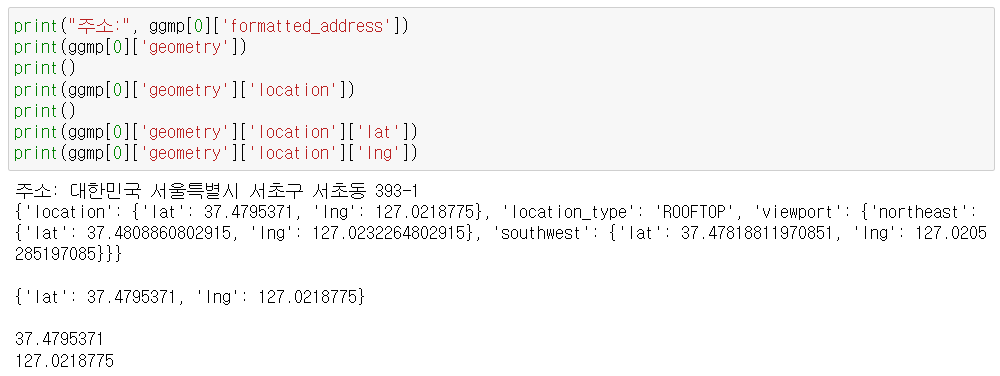 print("주소:", ggmp[0]['formatted_address'])
print(ggmp[0]['geometry'])
print()
print(ggmp[0]['geometry']['location'])
print()
print(ggmp[0]['geometry']['location']['lat'])
print(ggmp[0]['geometry']['location']['lng'])
주소: 대한민국 서울특별시 서초구 서초동 393-1
{'location': {'lat': 37.4795371, 'lng': 127.0218775}, 'location_type': 'ROOFTOP', 'viewport': {'northeast':
{'lat': 37.4808860802915, 'lng': 127.0232264802915}, 'southwest': {'lat': 37.47818811970851, 'lng': 127.0205
285197085}}}
{'lat': 37.4795371, 'lng': 127.0218775}
37.4795371
127.0218775